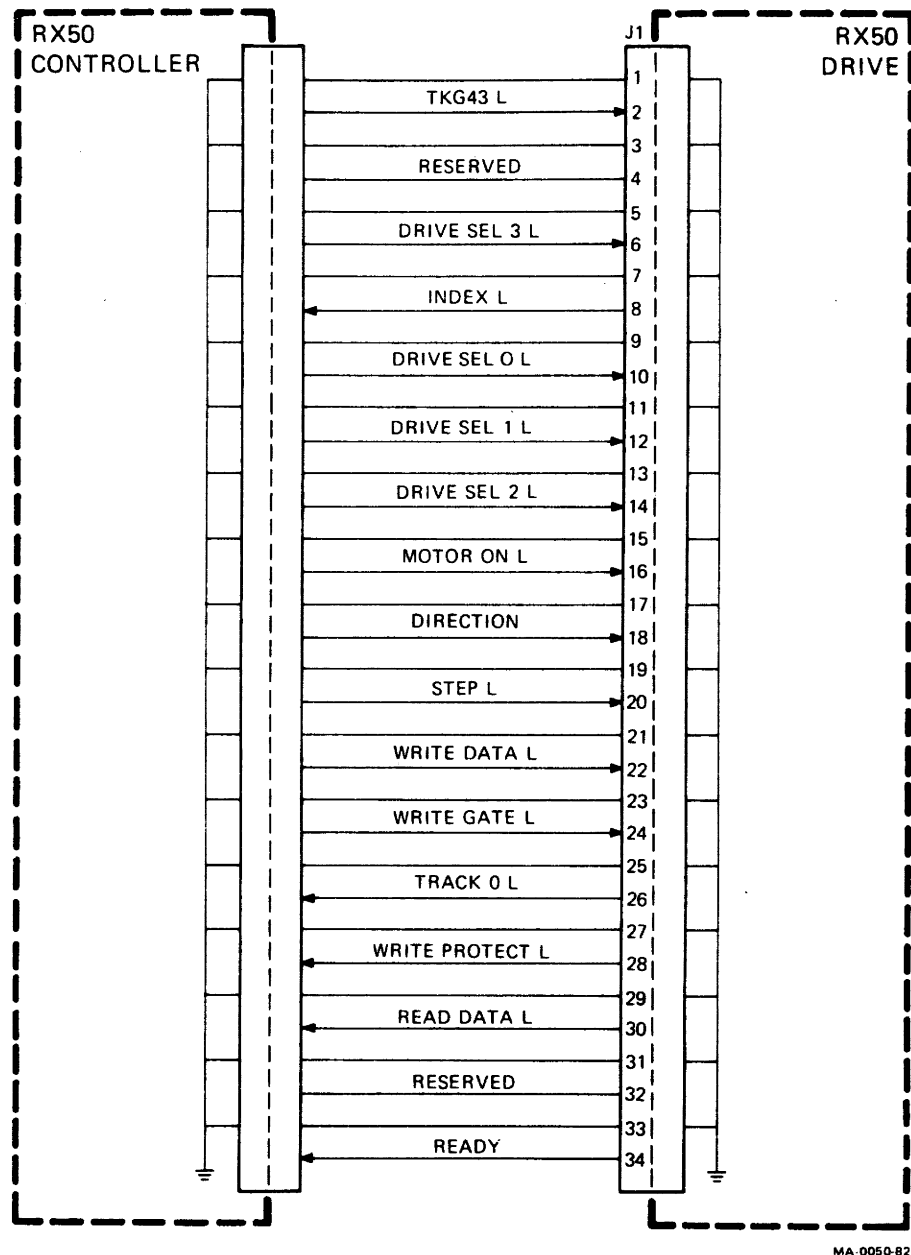 RX50
CONTROLLER
J1
RX50
DRIVE
1
TKG43 L
2
3
RESERVED
4
5
DRIVE SEL 3 L
6
7
INDEX L
8
9
DRIVE SEL 0 L
10
11
DRIVE SEL 1 L
12
13
DRIVE SEL 2 L
14
15
MOTOR ON L
16
17
DIRECTION
18
19
STEP L
20
21
WRITE DATA L
22
23
WRITE GATE L
24
25
TRACK 0 L
26
27
WRITE PROTECT L
28
29
READ DATA L
30
31
RESERVED
32
33
READY
34
MA-0050-82